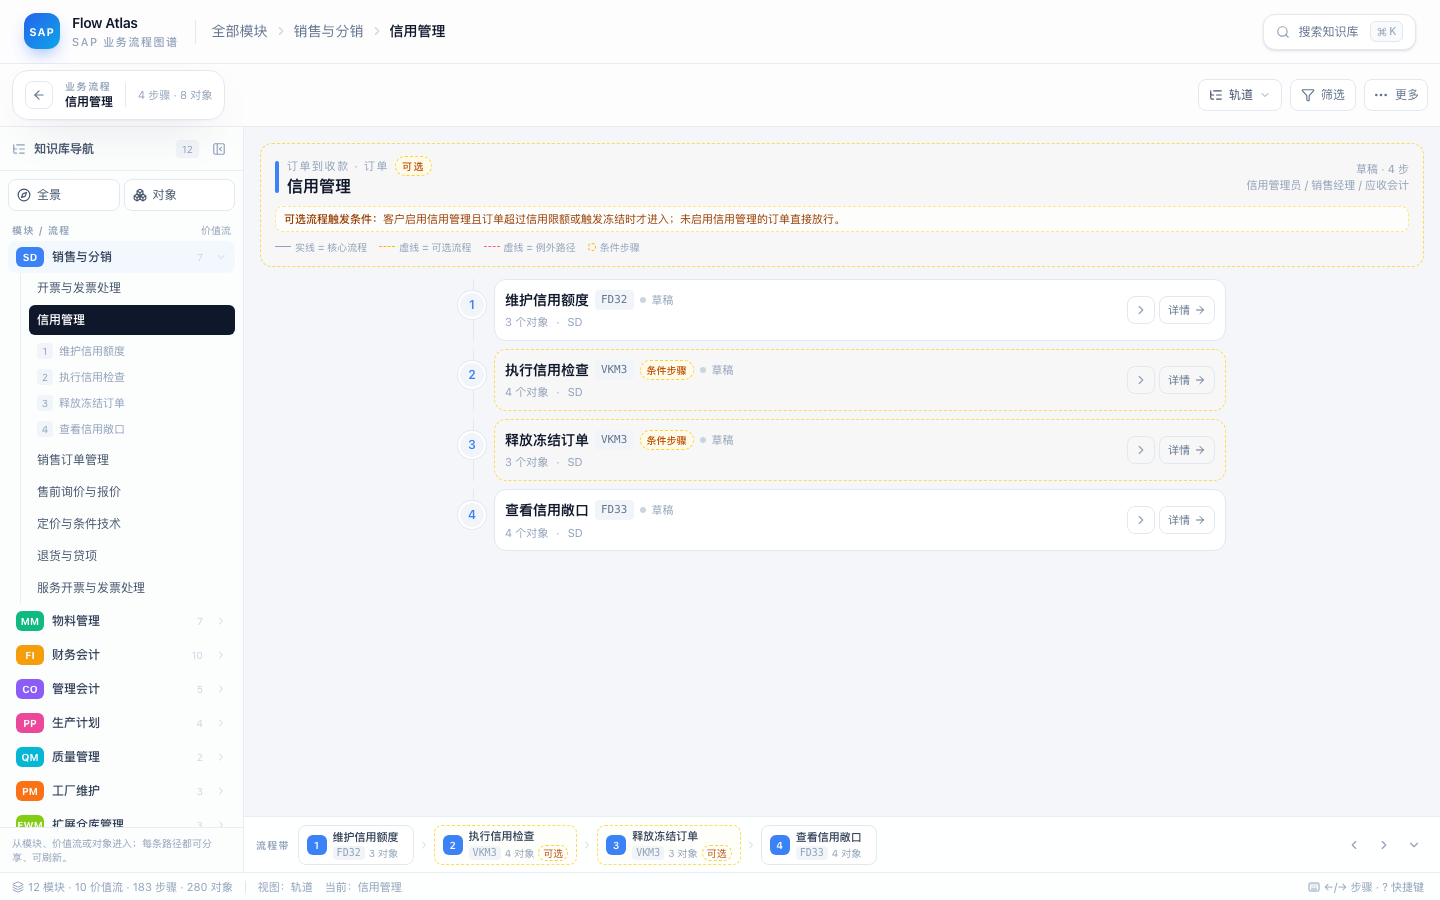 SAP
Flow Atlas
SAP 业务流程图谱
全部模块 > 销售与分销 > 信用管理
搜索知识库
⌘ K
业务流程
信用管理
4 步骤 · 8 对象
轨道
筛选
更多
知识库导航
12
全景
对象
模块 / 流程
价值流
SD 销售与分销 7
开票与发票处理
信用管理
1 维护信用额度
2 执行信用检查
3 释放冻结订单
4 查看信用敞口
销售订单管理
售前询价与报价
定价与条件技术
退货与贷项
服务开票与发票处理
MM 物料管理 7
FI 财务会计 10
CO 管理会计 5
PP 生产计划 4
QM 质量管理 2
PM 工厂维护 3
EWM 扩展仓库管理 3
从模块、价值流或对象进入；每条路径都可分
享、可刷新。
订单到收款 · 订单 可选
信用管理
草稿 · 4 步
信用管理员 / 销售经理 / 应收会计
可选流程触发条件：客户启用信用管理且订单超过信用限额或触发冻结时才进入；未启用信用管理的订单直接放行。
实线 = 核心流程 虚线 = 可选流程 虚线 = 例外路径 条件步骤
1
维护信用额度 FD32 草稿
3 个对象 · SD
详情 →
2
执行信用检查 VKM3 条件步骤 草稿
4 个对象 · SD
详情 →
3
释放冻结订单 VKM3 条件步骤 草稿
3 个对象 · SD
详情 →
4
查看信用敞口 FD33 草稿
4 个对象 · SD
详情 →
流程带
1 维护信用额度
FD32 3 对象
2 执行信用检查
VKM3 4 对象 可选
3 释放冻结订单
VKM3 3 对象 可选
4 查看信用敞口
FD33 4 对象
12 模块 · 10 价值流 · 183 步骤 · 280 对象
视图：轨道 当前：信用管理
←/→ 步骤 · ? 快捷键